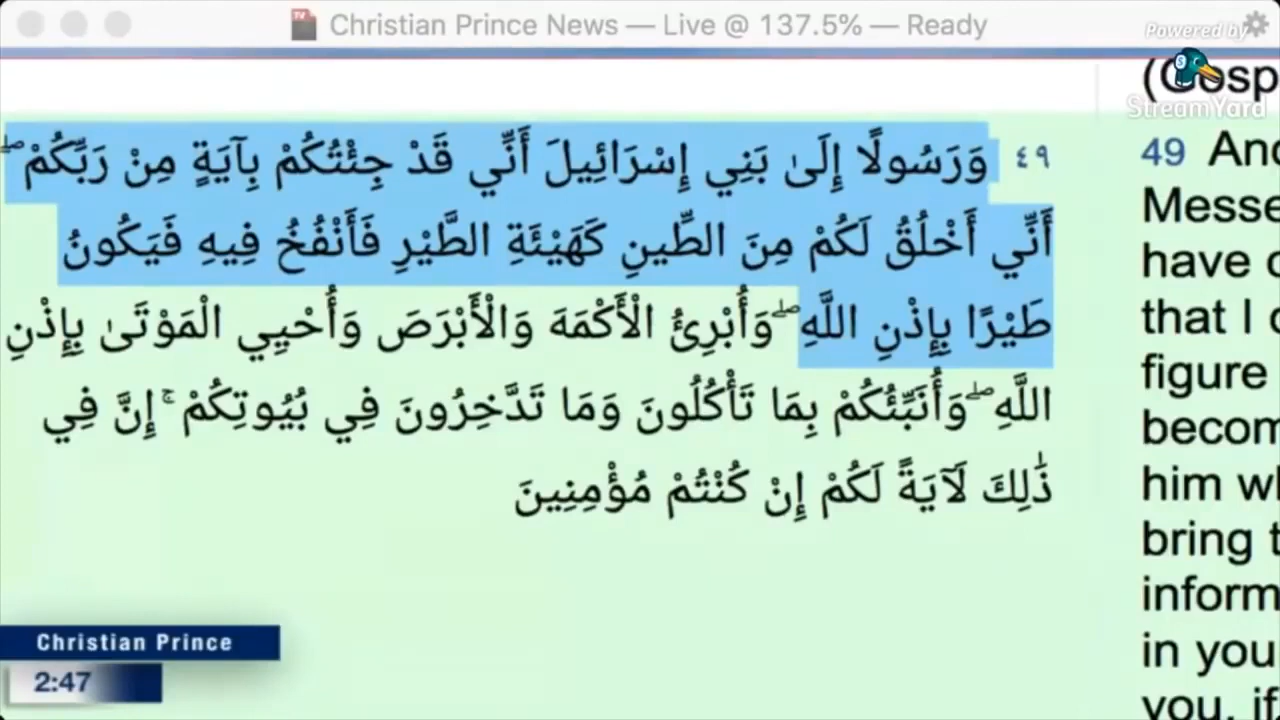 Christian Prince News — Live @ 137.5% — Ready
Powered by
StreamYard
(Gosp
٤٩ وَرَسُولًا إِلَىٰ بَنِي إِسْرَائِيلَ أَنِّي قَدْ جِئْتُكُمْ بِآيَةٍ مِنْ رَبِّكُمْ ۖ
أَنِّي أَخْلُقُ لَكُمْ مِنَ الطِّينِ كَهَيْئَةِ الطَّيْرِ فَأَنْفُخُ فِيهِ فَيَكُونُ
طَيْرًا بِإِذْنِ اللَّهِ ۖ وَأُبْرِئُ الْأَكْمَهَ وَالْأَبْرَصَ وَأُحْيِي الْمَوْتَىٰ بِإِذْنِ
اللَّهِ ۖ وَأُنَبِّئُكُمْ بِمَا تَأْكُلُونَ وَمَا تَدَّخِرُونَ فِي بُيُوتِكُمْ ۚ إِنَّ فِي
ذَٰلِكَ لَآيَةً لَكُمْ إِنْ كُنْتُمْ مُؤْمِنِينَ
49 And
Messe
have
that I
figure
becom
him wh
bring t
inform
in you
you, if
Christian Prince
2:47